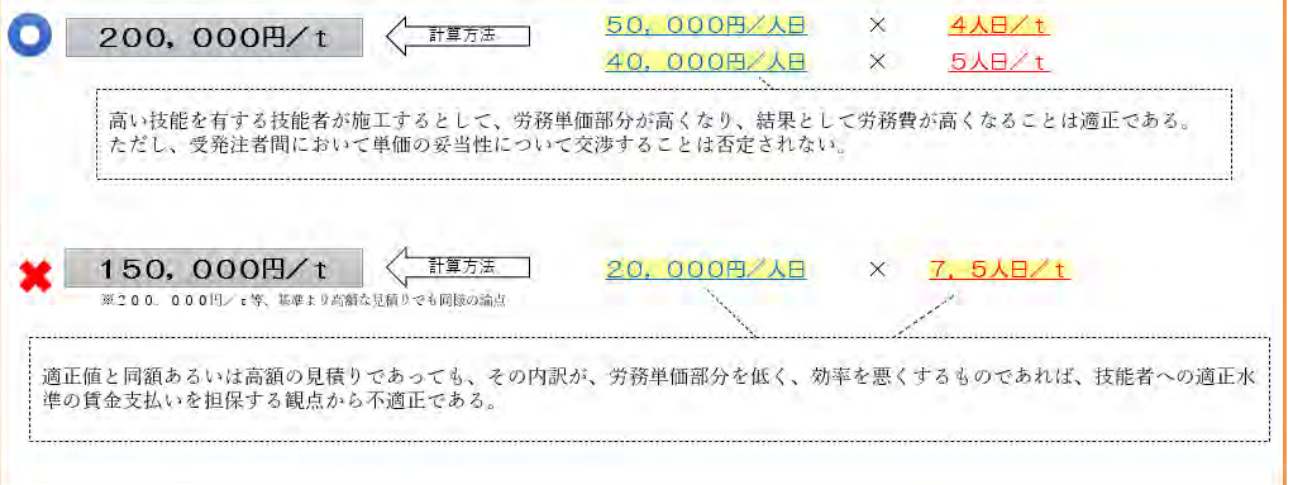 200,000円/t
計算方法
50,000円/人日 × 4人日/t
40,000円/人日 × 5人日/t
高い技能を有する技能者が施工するとして、労務単価部分が高くなり、結果として労務費が高くなることは適正である。
ただし、受発注者間において単価の妥当性について交渉することは否定されない。
150,000円/t
計算方法
20,000円/人日 × 7.5人日/t
※200,000円/t等、基準より高額な見積りでも同様の論点
適正値と同額あるいは高額の見積りであっても、その内訳が、労務単価部分を低く、効率を悪くするものであれば、技能者への適正水
準の賃金支払いを担保する観点から不適正である。